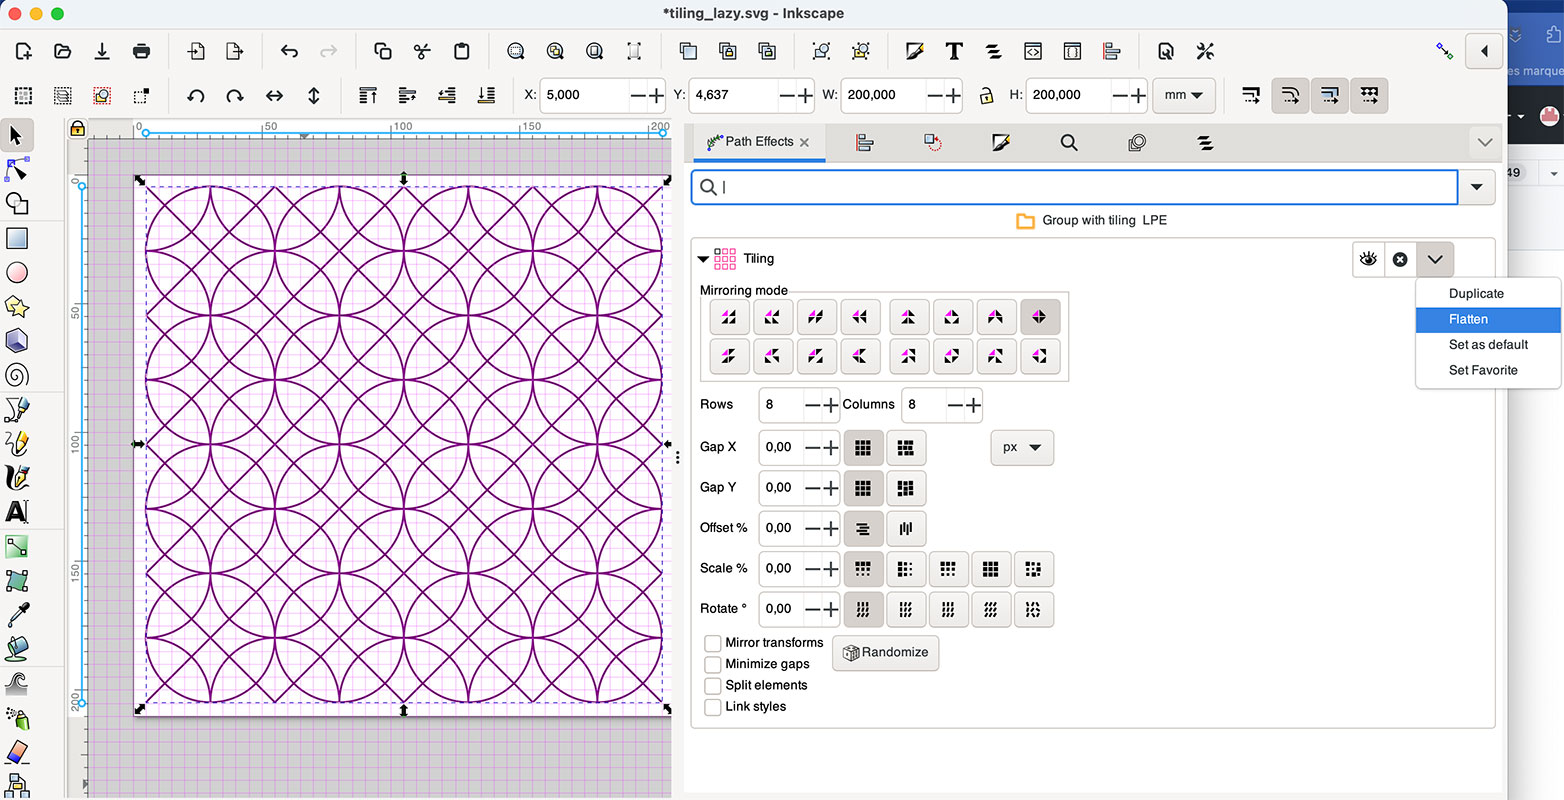 *tiling_lazy.svg - Inkscape
es marque
X: 5,000 Y: 4,637 W: 200,000 H: 200,000 mm
0 50 100 150 200
Path Effects
49
Group with tiling LPE
Tiling
Duplicate
Flatten
Set as default
Set Favorite
Mirroring mode
Rows 8 Columns 8
Gap X 0,00 px
Gap Y 0,00
Offset % 0,00
Scale % 0,00
Rotate ° 0,00
Mirror transforms
Randomize
Minimize gaps
Split elements
Link styles
0
50
100
150
200